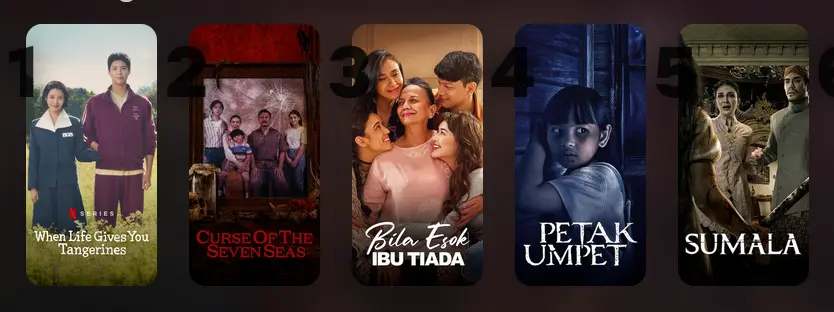 1
2
3
4
5
N SERIES
When Life Gives You
Tangerines
CURSE OF THE
SEVEN SEAS
Bila Esok
IBU TIADA
PETAK
UMPET
SUMALA